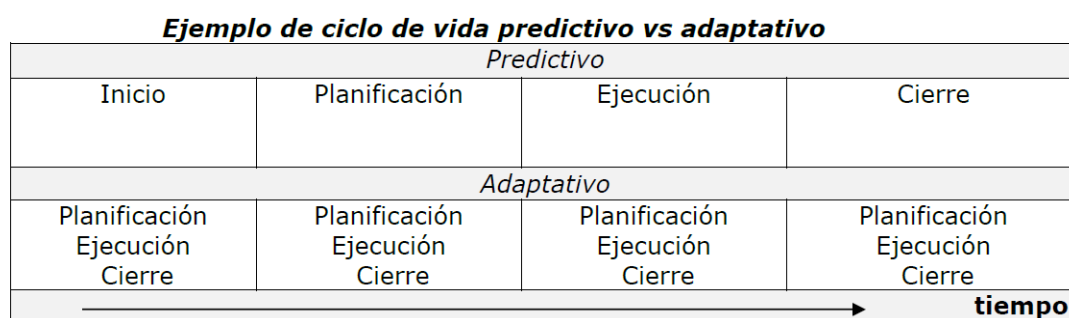 Ejemplo de ciclo de vida predictivo vs adaptativo
Predictivo
Inicio Planificación Ejecución Cierre
Adaptativo
Planificación Planificación Planificación Planificación
Ejecución Ejecución Ejecución Ejecución
Cierre Cierre Cierre Cierre
tiempo